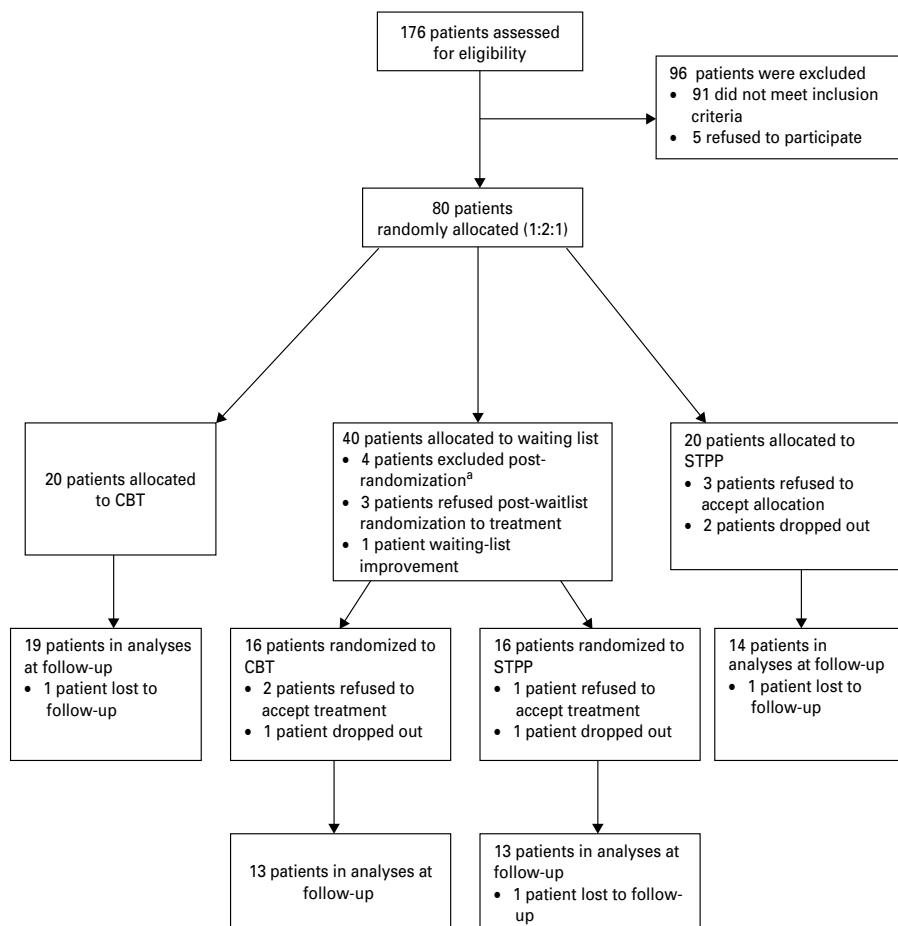 176 patients assessed
for eligibility
96 patients were excluded
• 91 did not meet inclusion
criteria
• 5 refused to participate
80 patients
randomly allocated (1:2:1)
20 patients allocated
to CBT
40 patients allocated to waiting list
• 4 patients excluded post-
randomizationᵃ
• 3 patients refused post-waitlist
randomization to treatment
• 1 patient waiting-list
improvement
20 patients allocated to
STPP
• 3 patients refused to
accept allocation
• 2 patients dropped out
19 patients in analyses
at follow-up
• 1 patient lost to
follow-up
16 patients randomized to
CBT
• 2 patients refused to
accept treatment
• 1 patient dropped out
16 patients randomized to
STPP
• 1 patient refused to
accept treatment
• 1 patient dropped out
14 patients in
analyses at follow-up
• 1 patient lost to
follow-up
13 patients in analyses at
follow-up
13 patients in analyses at
follow-up
• 1 patient lost to follow-
up